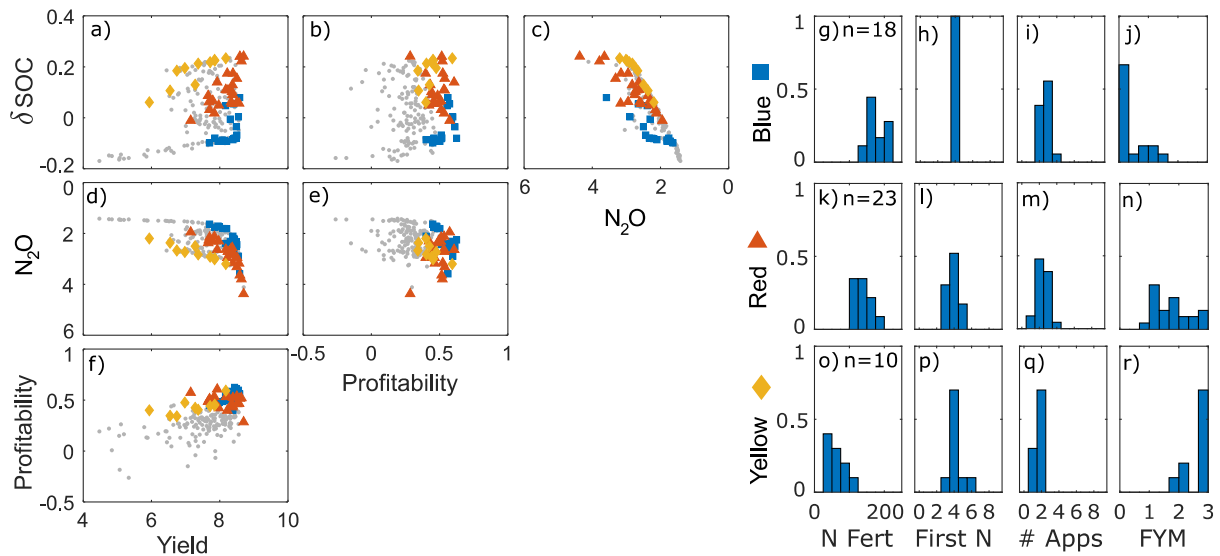 0.4
0.2
0
-0.2
δSOC
a)
b)
c)
6 4 2 0
N₂O
0
2
4
6
N₂O
d)
e)
-0.5 0 0.5 1
Profitability
1
0.5
0
-0.5
Profitability
f)
4 6 8 10
Yield
Blue
1
0.5
0
g) n=18
h)
i)
j)
Red
1
0.5
0
k) n=23
l)
m)
n)
Yellow
1
0.5
0
o) n=10
p)
q)
r)
0 200
0 2 4 6 8
0 2 4 6 8
0 1 2 3
N Fert
First N
# Apps
FYM